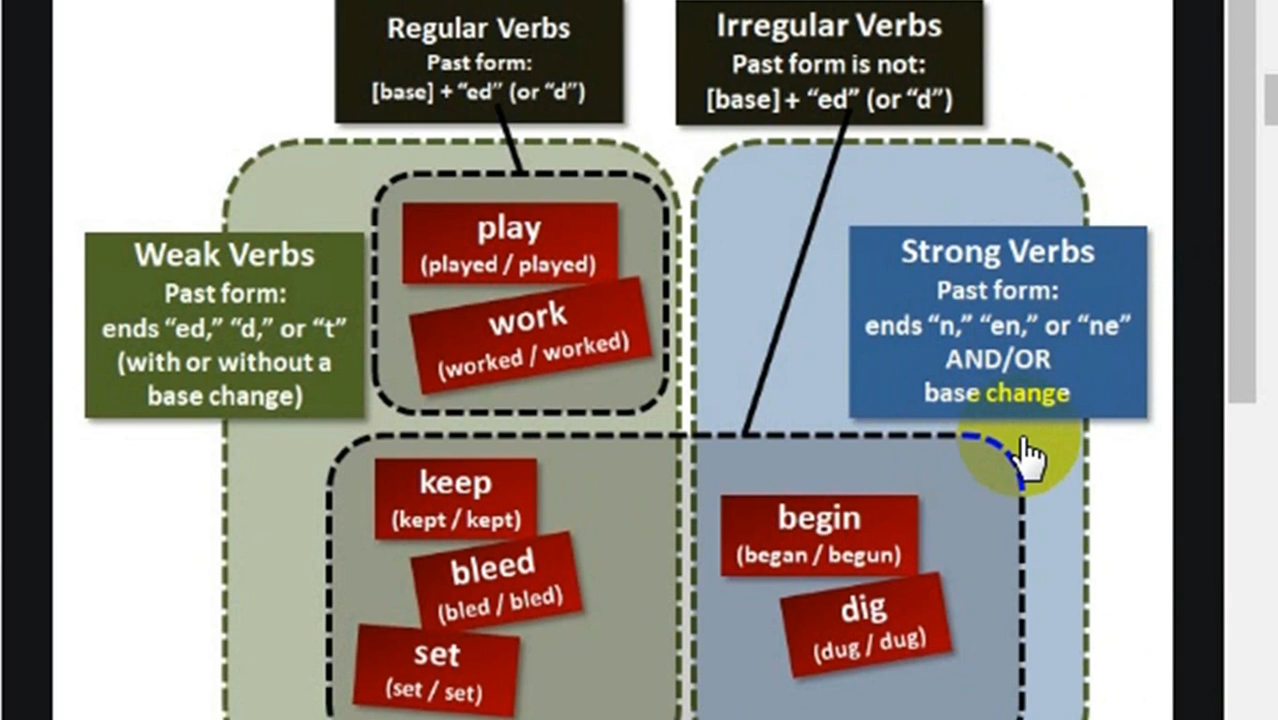 Regular Verbs
Past form:
[base] + “ed” (or “d”)
Irregular Verbs
Past form is not:
[base] + “ed” (or “d”)
Weak Verbs
Past form:
ends “ed,” “d,” or “t”
(with or without a
base change)
play
(played / played)
work
(worked / worked)
Strong Verbs
Past form:
ends “n,” “en,” or “ne”
AND/OR
base change
keep
(kept / kept)
bleed
(bled / bled)
set
(set / set)
begin
(began / begun)
dig
(dug / dug)